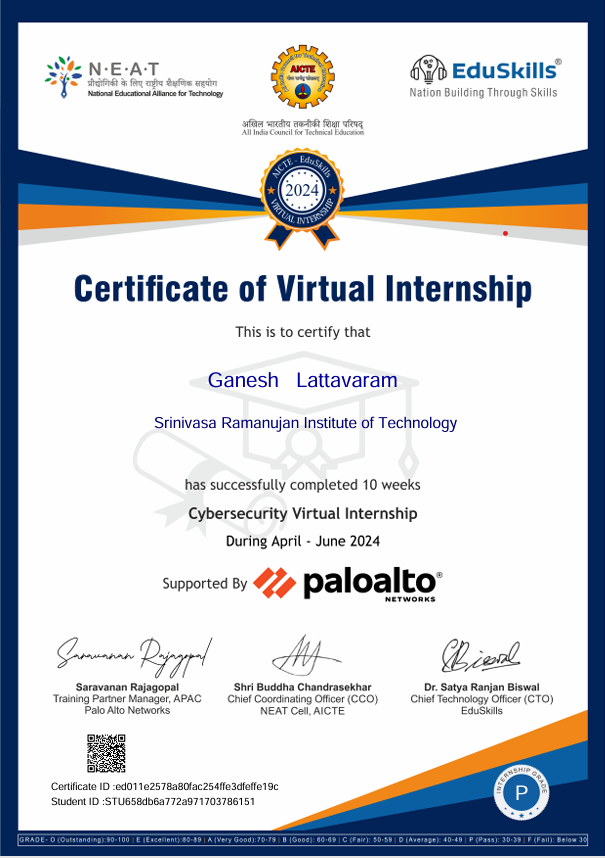 N·E·A·T
प्रौद्योगिकी के लिए राष्ट्रीय शैक्षणिक सहयोग
National Educational Alliance for Technology
AICTE
EduSkills®
Nation Building Through Skills
अखिल भारतीय तकनीकी शिक्षा परिषद्
All India Council for Technical Education
AICTE - EduSkills
2024
VIRTUAL INTERNSHIP
Certificate of Virtual Internship
This is to certify that
Ganesh Lattavaram
Srinivasa Ramanujan Institute of Technology
has successfully completed 10 weeks
Cybersecurity Virtual Internship
During April - June 2024
Supported By paloalto®
NETWORKS
Saravanan Rajagopal
SBiswal
Saravanan Rajagopal
Training Partner Manager, APAC
Palo Alto Networks
Shri Buddha Chandrasekhar
Chief Coordinating Officer (CCO)
NEAT Cell, AICTE
Dr. Satya Ranjan Biswal
Chief Technology Officer (CTO)
EduSkills
Certificate ID :ed011e2578a80fac254ffe3dfeffe19c
Student ID :STU658db6a772a971703786151
INTERNSHIP GRADE
P
GRADE- O (Outstanding):90-100 | E (Excellent):80-89 | A (Very Good):70-79 | B (Good): 60-69 | C (Fair): 50-59 | D (Average): 40-49 | P (Pass): 30-39 | F (Fail): Below 30